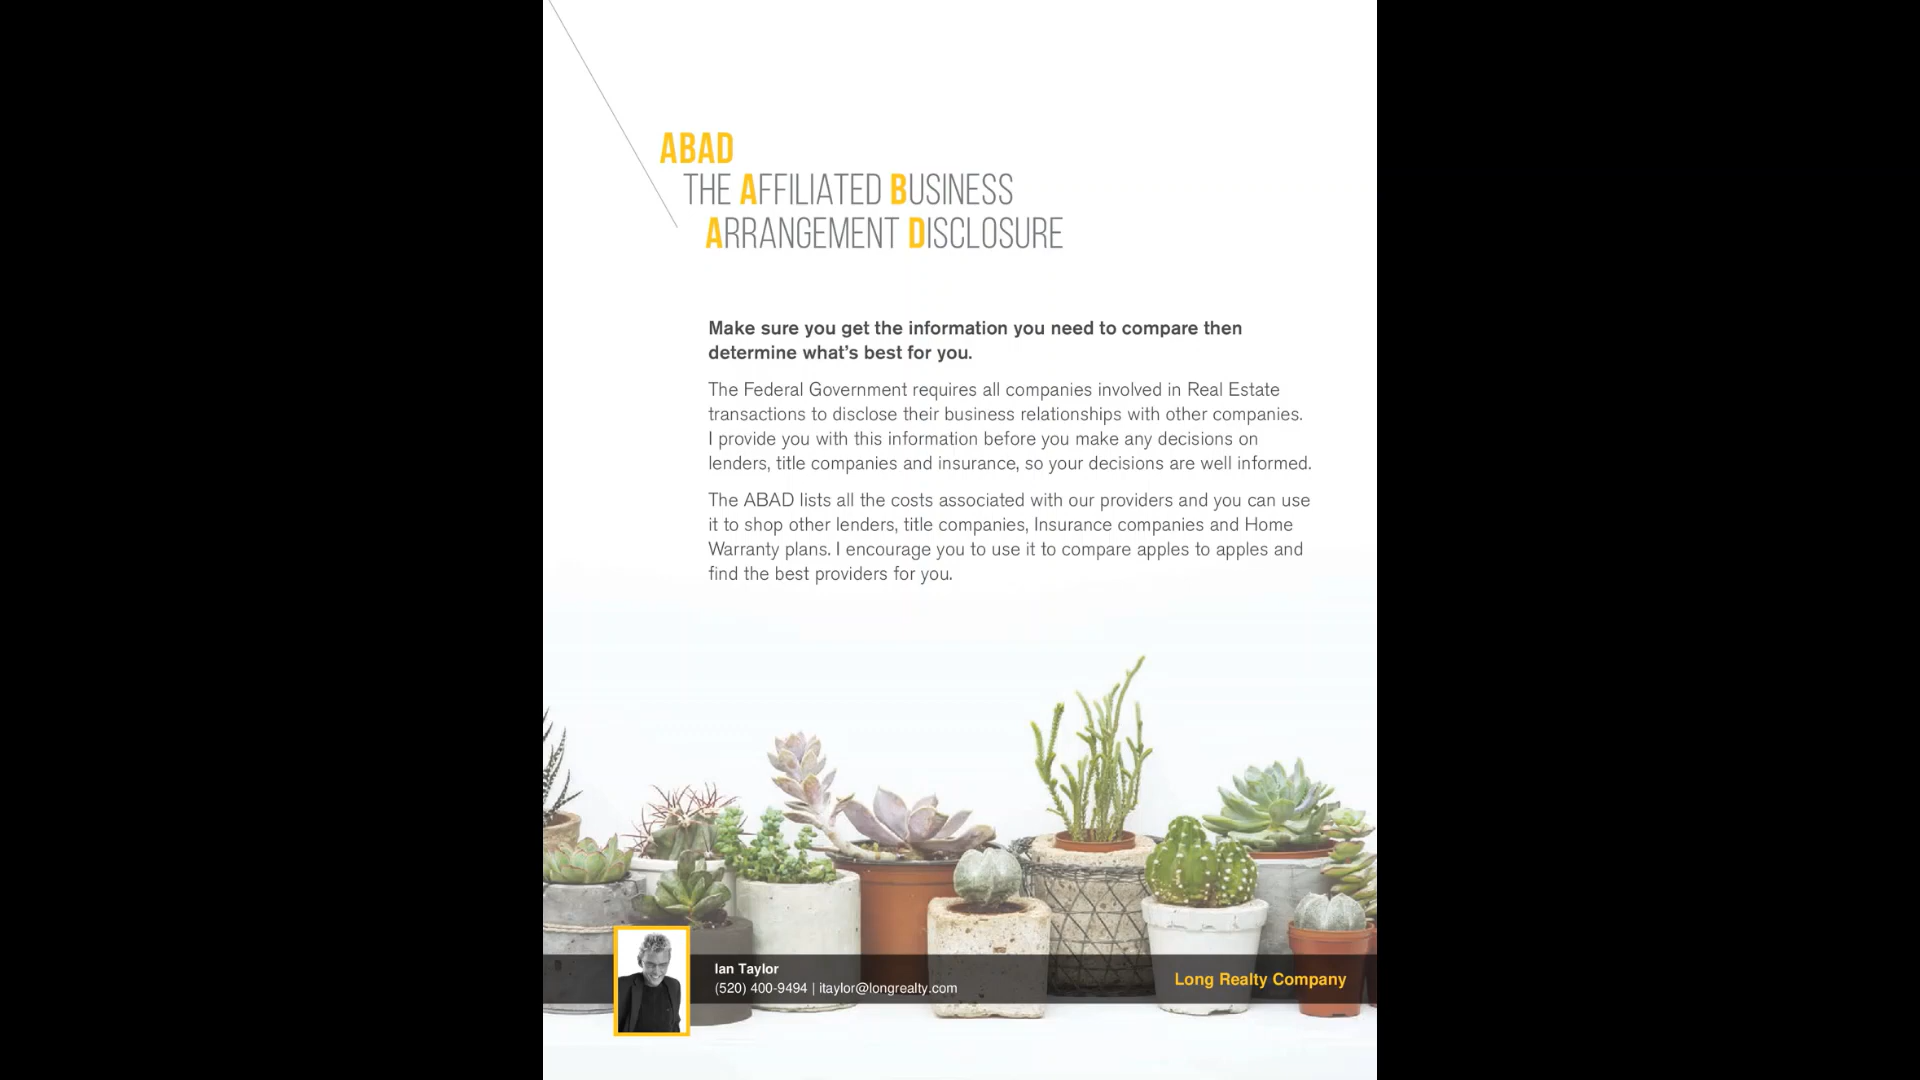 ABAD
THE AFFILIATED BUSINESS
ARRANGEMENT DISCLOSURE
Make sure you get the information you need to compare then
determine what's best for you.
The Federal Government requires all companies involved in Real Estate
transactions to disclose their business relationships with other companies.
I provide you with this information before you make any decisions on
lenders, title companies and insurance, so your decisions are well informed.
The ABAD lists all the costs associated with our providers and you can use
it to shop other lenders, title companies, Insurance companies and Home
Warranty plans. I encourage you to use it to compare apples to apples and
find the best providers for you.
Ian Taylor
(520) 400-9494 | itaylor@longrealty.com
Long Realty Company